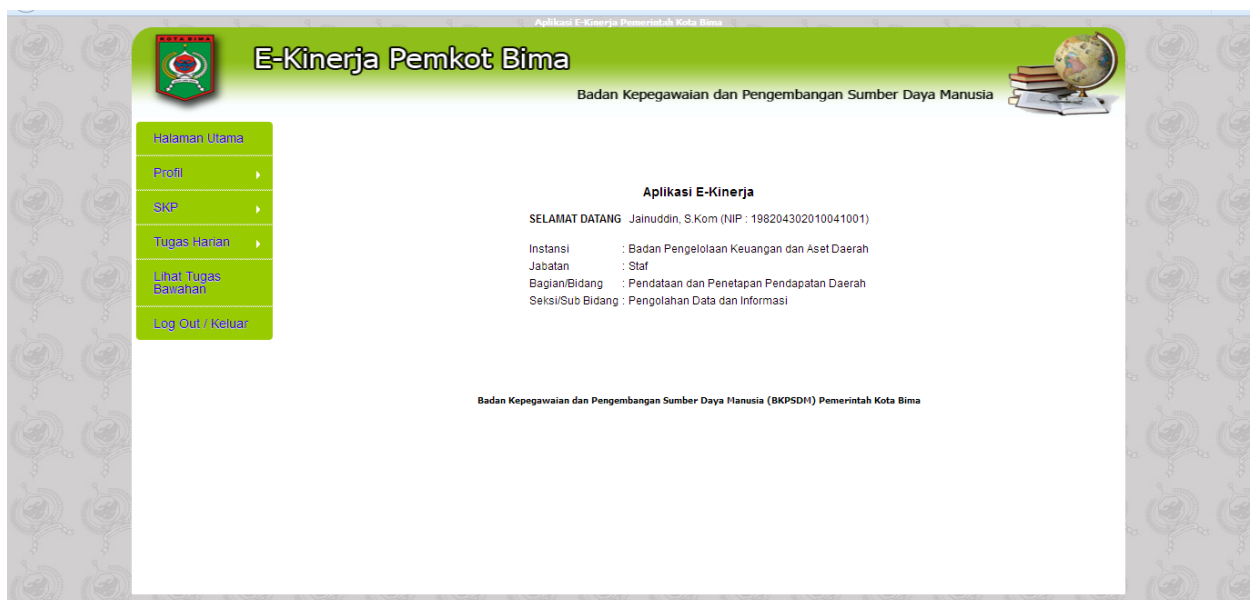 Aplikasi E-Kinerja Pemerintah Kota Bima
KOTA BIMA
E-Kinerja Pemkot Bima
Badan Kepegawaian dan Pengembangan Sumber Daya Manusia
Halaman Utama
Profil
SKP
Tugas Harian
Lihat Tugas
Bawahan
Log Out / Keluar
Aplikasi E-Kinerja
SELAMAT DATANG Jainuddin, S.Kom (NIP : 198204302010041001)
Instansi : Badan Pengelolaan Keuangan dan Aset Daerah
Jabatan : Staf
Bagian/Bidang : Pendataan dan Penetapan Pendapatan Daerah
Seksi/Sub Bidang : Pengolahan Data dan Informasi
Badan Kepegawaian dan Pengembangan Sumber Daya Manusia (BKPSDM) Pemerintah Kota Bima